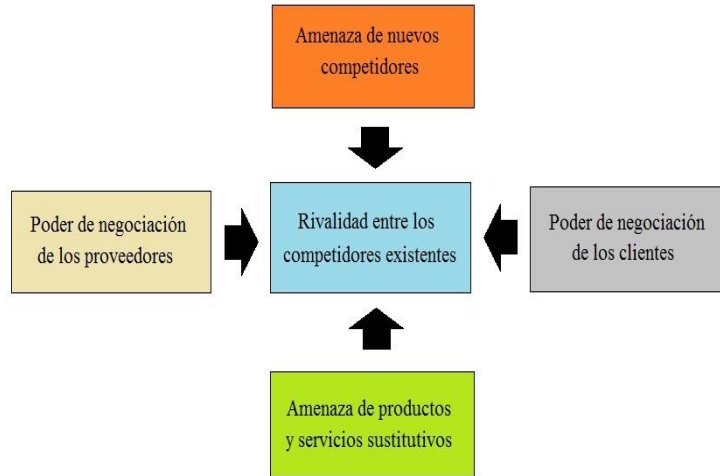 Amenaza de nuevos
competidores
Poder de negociación
de los proveedores
Rivalidad entre los
competidores existentes
Poder de negociación
de los clientes
Amenaza de productos
y servicios sustitutivos